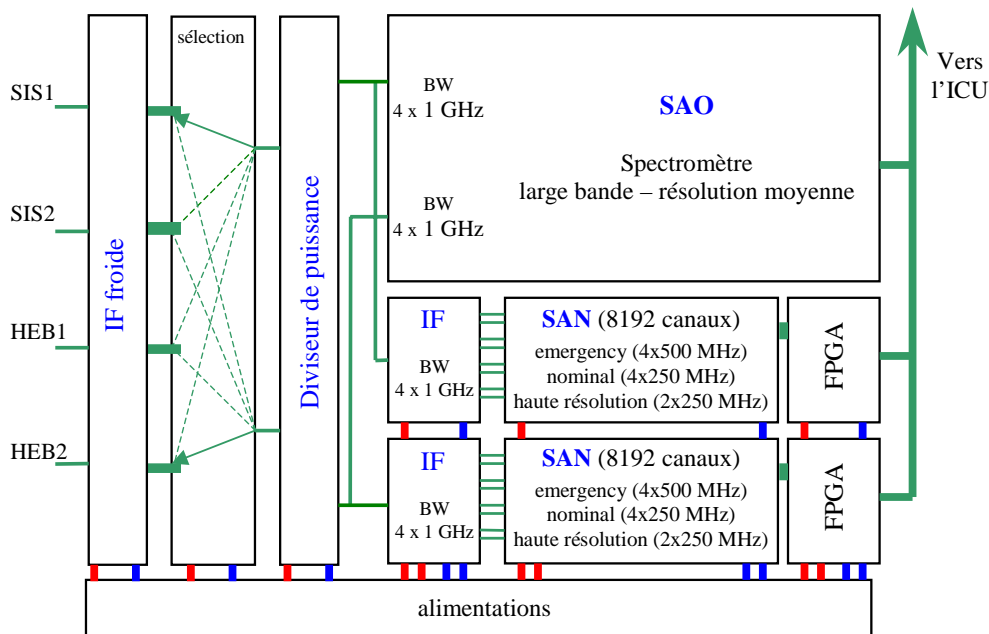 sélection
SIS1
SIS2
HEB1
HEB2
IF froide
Diviseur de puissance
BW
4 x 1 GHz
BW
4 x 1 GHz
SAO
Spectromètre
large bande – résolution moyenne
Vers
l’ICU
IF
BW
4 x 1 GHz
SAN (8192 canaux)
emergency (4x500 MHz)
nominal (4x250 MHz)
haute résolution (2x250 MHz)
FPGA
IF
BW
4 x 1 GHz
SAN (8192 canaux)
emergency (4x500 MHz)
nominal (4x250 MHz)
haute résolution (2x250 MHz)
FPGA
alimentations